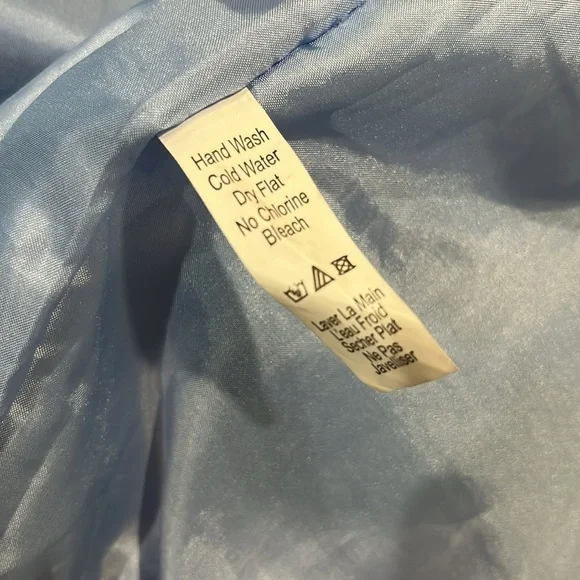 Hand Wash
Cold Water
Dry Flat
No Chlorine
Bleach
Laver La Main
L'eau Froid
Secher Plat
Ne Pas
Javelliser